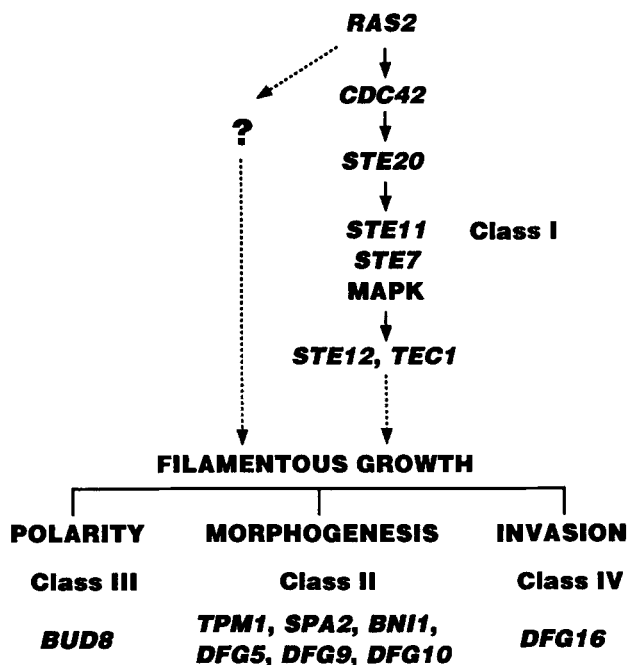 RAS2
CDC42
?
STE20
STE11 Class I
STE7
MAPK
STE12, TEC1
FILAMENTOUS GROWTH
POLARITY MORPHOGENESIS INVASION
Class III Class II Class IV
BUD8 TPM1, SPA2, BNI1, DFG16
DFG5, DFG9, DFG10